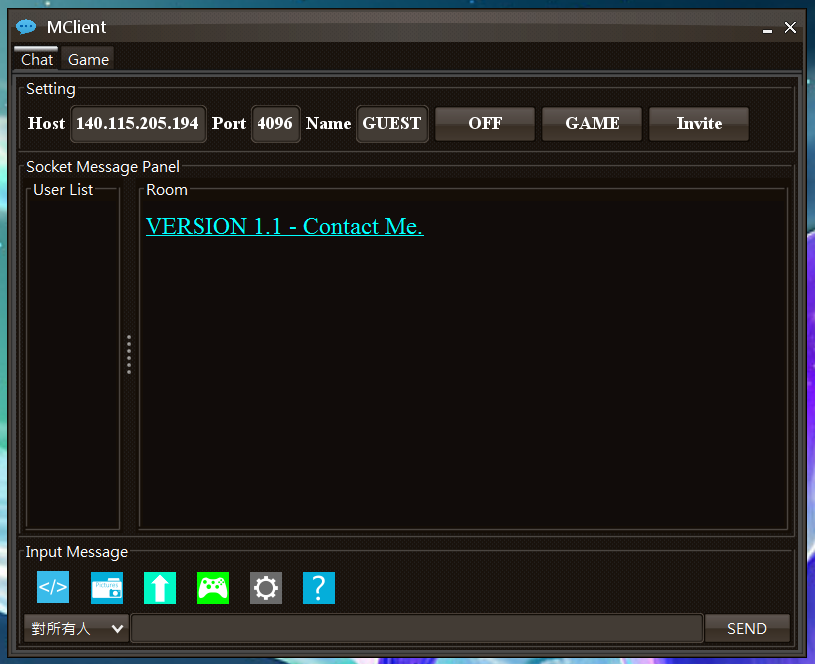 MClient
Chat Game
Setting
Host 140.115.205.194 Port 4096 Name GUEST OFF GAME Invite
Socket Message Panel
User List Room
VERSION 1.1 - Contact Me.
Input Message
</> Pictures ?
對所有人 SEND